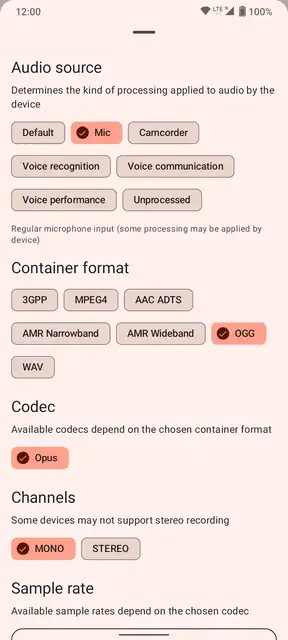 12:00 LTE 100%
Audio source
Determines the kind of processing applied to audio by the
device
Default Mic Camcorder
Voice recognition Voice communication
Voice performance Unprocessed
Regular microphone input (some processing may be applied by
device)
Container format
3GPP MPEG4 AAC ADTS
AMR Narrowband AMR Wideband OGG
WAV
Codec
Available codecs depend on the chosen container format
Opus
Channels
Some devices may not support stereo recording
MONO STEREO
Sample rate
Available sample rates depend on the chosen codec